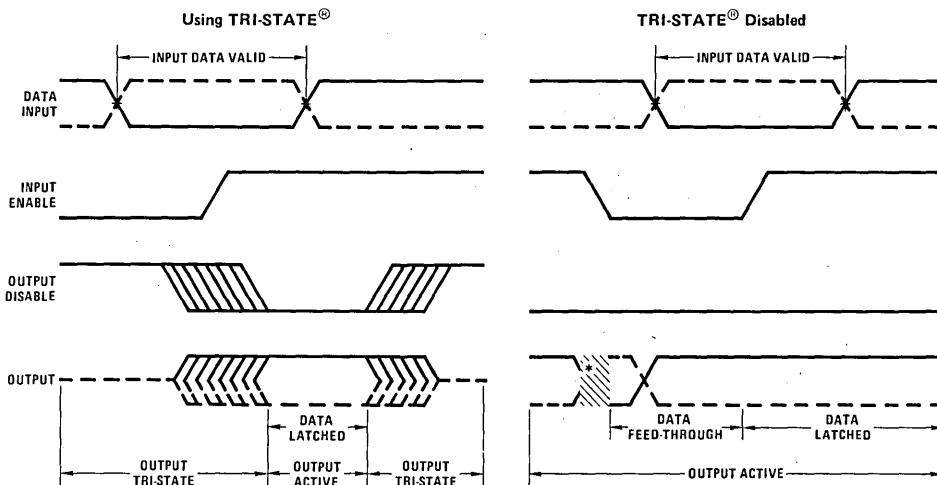 Using TRI-STATE®
INPUT DATA VALID
DATA
INPUT
INPUT
ENABLE
OUTPUT
DISABLE
OUTPUT
DATA
LATCHED
OUTPUT
TRI-STATE
OUTPUT
ACTIVE
OUTPUT
TRI-STATE
TRI-STATE® Disabled
INPUT DATA VALID
*
DATA
FEED-THROUGH
DATA
LATCHED
OUTPUT ACTIVE